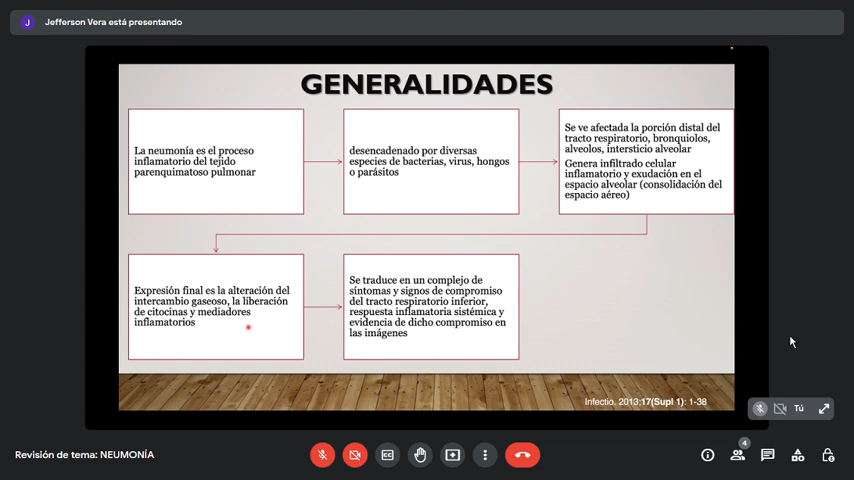 J Jefferson Vera está presentando
GENERALIDADES
La neumonía es el proceso
inflamatorio del tejido
parenquimatoso pulmonar
desencadenado por diversas
especies de bacterias, virus, hongos
o parásitos
Se ve afectada la porción distal del
tracto respiratorio, bronquiolos,
alveolos, intersticio alveolar
Genera infiltrado celular
inflamatorio y exudación en el
espacio alveolar (consolidación del
espacio aéreo)
Expresión final es la alteración del
intercambio gaseoso, la liberación
de citocinas y mediadores
inflamatorios
Se traduce en un complejo de
síntomas y signos de compromiso
del tracto respiratorio inferior,
respuesta inflamatoria sistémica y
evidencia de dicho compromiso en
las imágenes
Infectio. 2013;17(Supl 1): 1-38
Tú
Revisión de tema: NEUMONÍA
CC
4